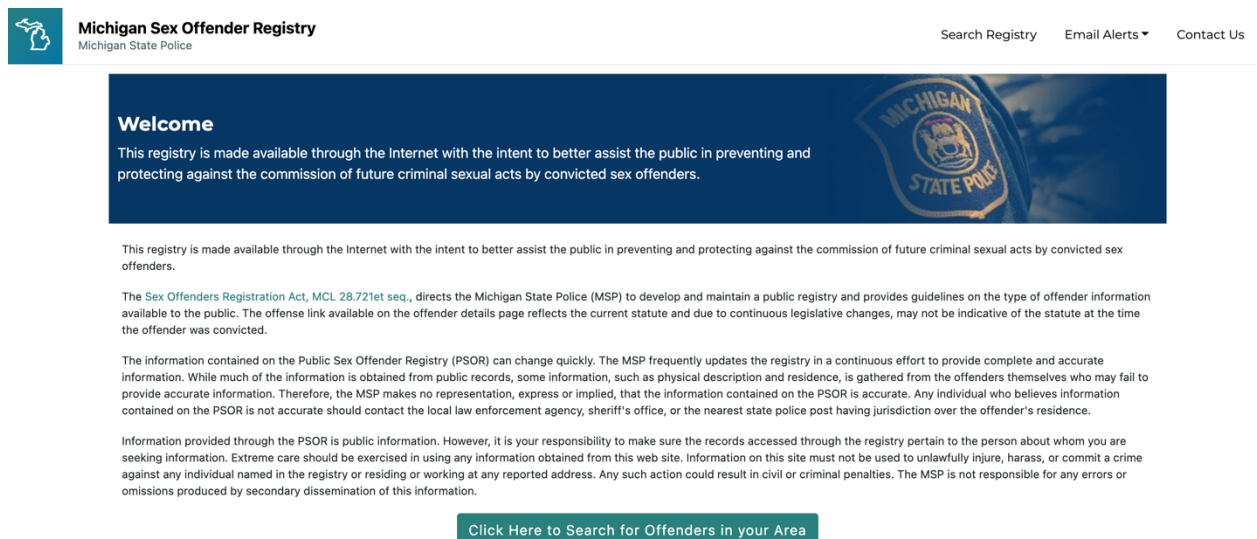 Michigan Sex Offender Registry
Michigan State Police
Search Registry Email Alerts Contact Us
Welcome
This registry is made available through the Internet with the intent to better assist the public in preventing and
protecting against the commission of future criminal sexual acts by convicted sex offenders.
MICHIGAN
STATE POLICE
This registry is made available through the Internet with the intent to better assist the public in preventing and protecting against the commission of future criminal sexual acts by convicted sex
offenders.
The Sex Offenders Registration Act, MCL 28.721et seq., directs the Michigan State Police (MSP) to develop and maintain a public registry and provides guidelines on the type of offender information
available to the public. The offense link available on the offender details page reflects the current statute and due to continuous legislative changes, may not be indicative of the statute at the time
the offender was convicted.
The information contained on the Public Sex Offender Registry (PSOR) can change quickly. The MSP frequently updates the registry in a continuous effort to provide complete and accurate
information. While much of the information is obtained from public records, some information, such as physical description and residence, is gathered from the offenders themselves who may fail to
provide accurate information. Therefore, the MSP makes no representation, express or implied, that the information contained on the PSOR is accurate. Any individual who believes information
contained on the PSOR is not accurate should contact the local law enforcement agency, sheriff's office, or the nearest state police post having jurisdiction over the offender's residence.
Information provided through the PSOR is public information. However, it is your responsibility to make sure the records accessed through the registry pertain to the person about whom you are
seeking information. Extreme care should be exercised in using any information obtained from this web site. Information on this site must not be used to unlawfully injure, harass, or commit a crime
against any individual named in the registry or residing or working at any reported address. Any such action could result in civil or criminal penalties. The MSP is not responsible for any errors or
omissions produced by secondary dissemination of this information.
Click Here to Search for Offenders in your Area